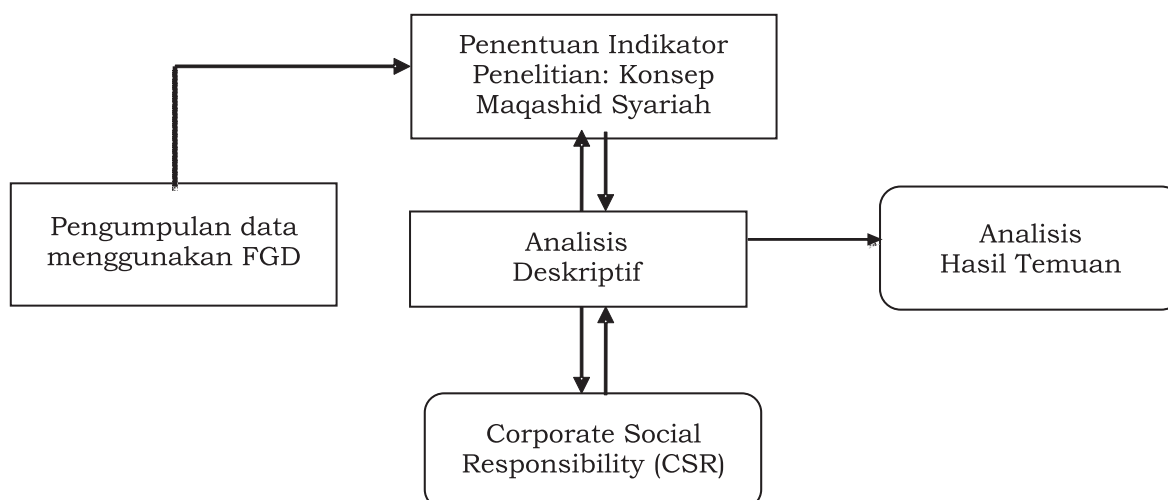 Penentuan Indikator
Penelitian: Konsep
Maqashid Syariah
Pengumpulan data
menggunakan FGD
Analisis
Deskriptif
Analisis
Hasil Temuan
Corporate Social
Responsibility (CSR)